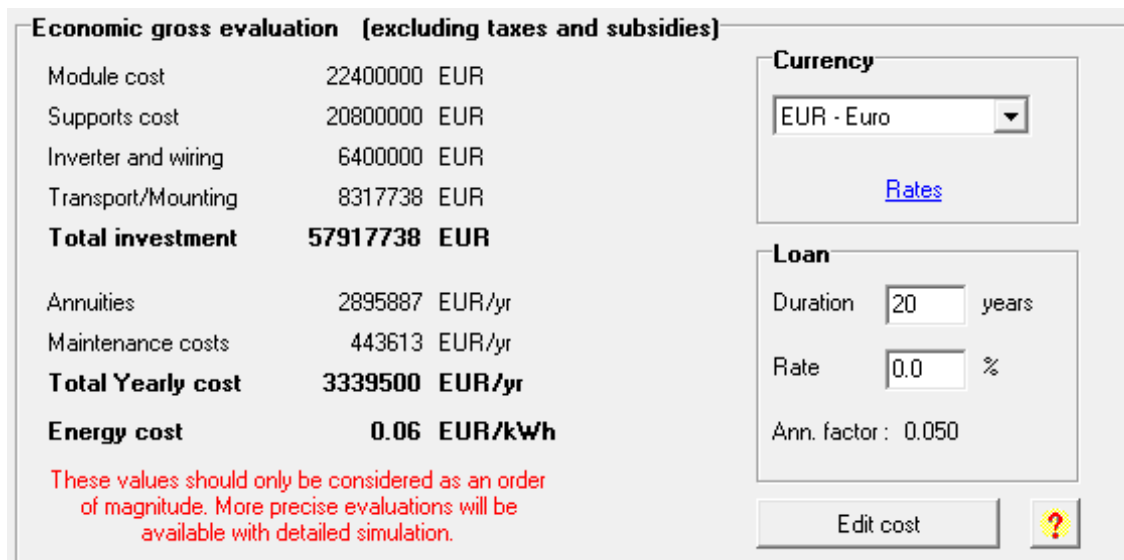 Economic gross evaluation (excluding taxes and subsidies)
Module cost 22400000 EUR
Supports cost 20800000 EUR
Inverter and wiring 6400000 EUR
Transport/Mounting 8317738 EUR
Total investment 57917738 EUR
Annuities 2895887 EUR/yr
Maintenance costs 443613 EUR/yr
Total Yearly cost 3339500 EUR/yr
Energy cost 0.06 EUR/kWh
These values should only be considered as an order
of magnitude. More precise evaluations will be
available with detailed simulation.
Currency
EUR - Euro
Rates
Loan
Duration 20 years
Rate 0.0 %
Ann. factor : 0.050
Edit cost ?